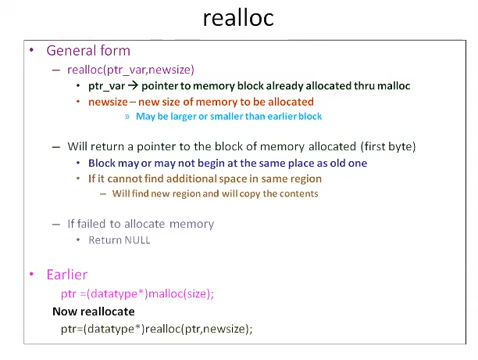 realloc
• General form
– realloc(ptr_var,newsize)
• ptr_var → pointer to memory block already allocated thru malloc
• newsize – new size of memory to be allocated
» May be larger or smaller than earlier block
– Will return a pointer to the block of memory allocated (first byte)
• Block may or may not begin at the same place as old one
• If it cannot find additional space in same region
– Will find new region and will copy the contents
– If failed to allocate memory
• Return NULL
• Earlier
ptr =(datatype*)malloc(size);
Now reallocate
ptr=(datatype*)realloc(ptr,newsize);